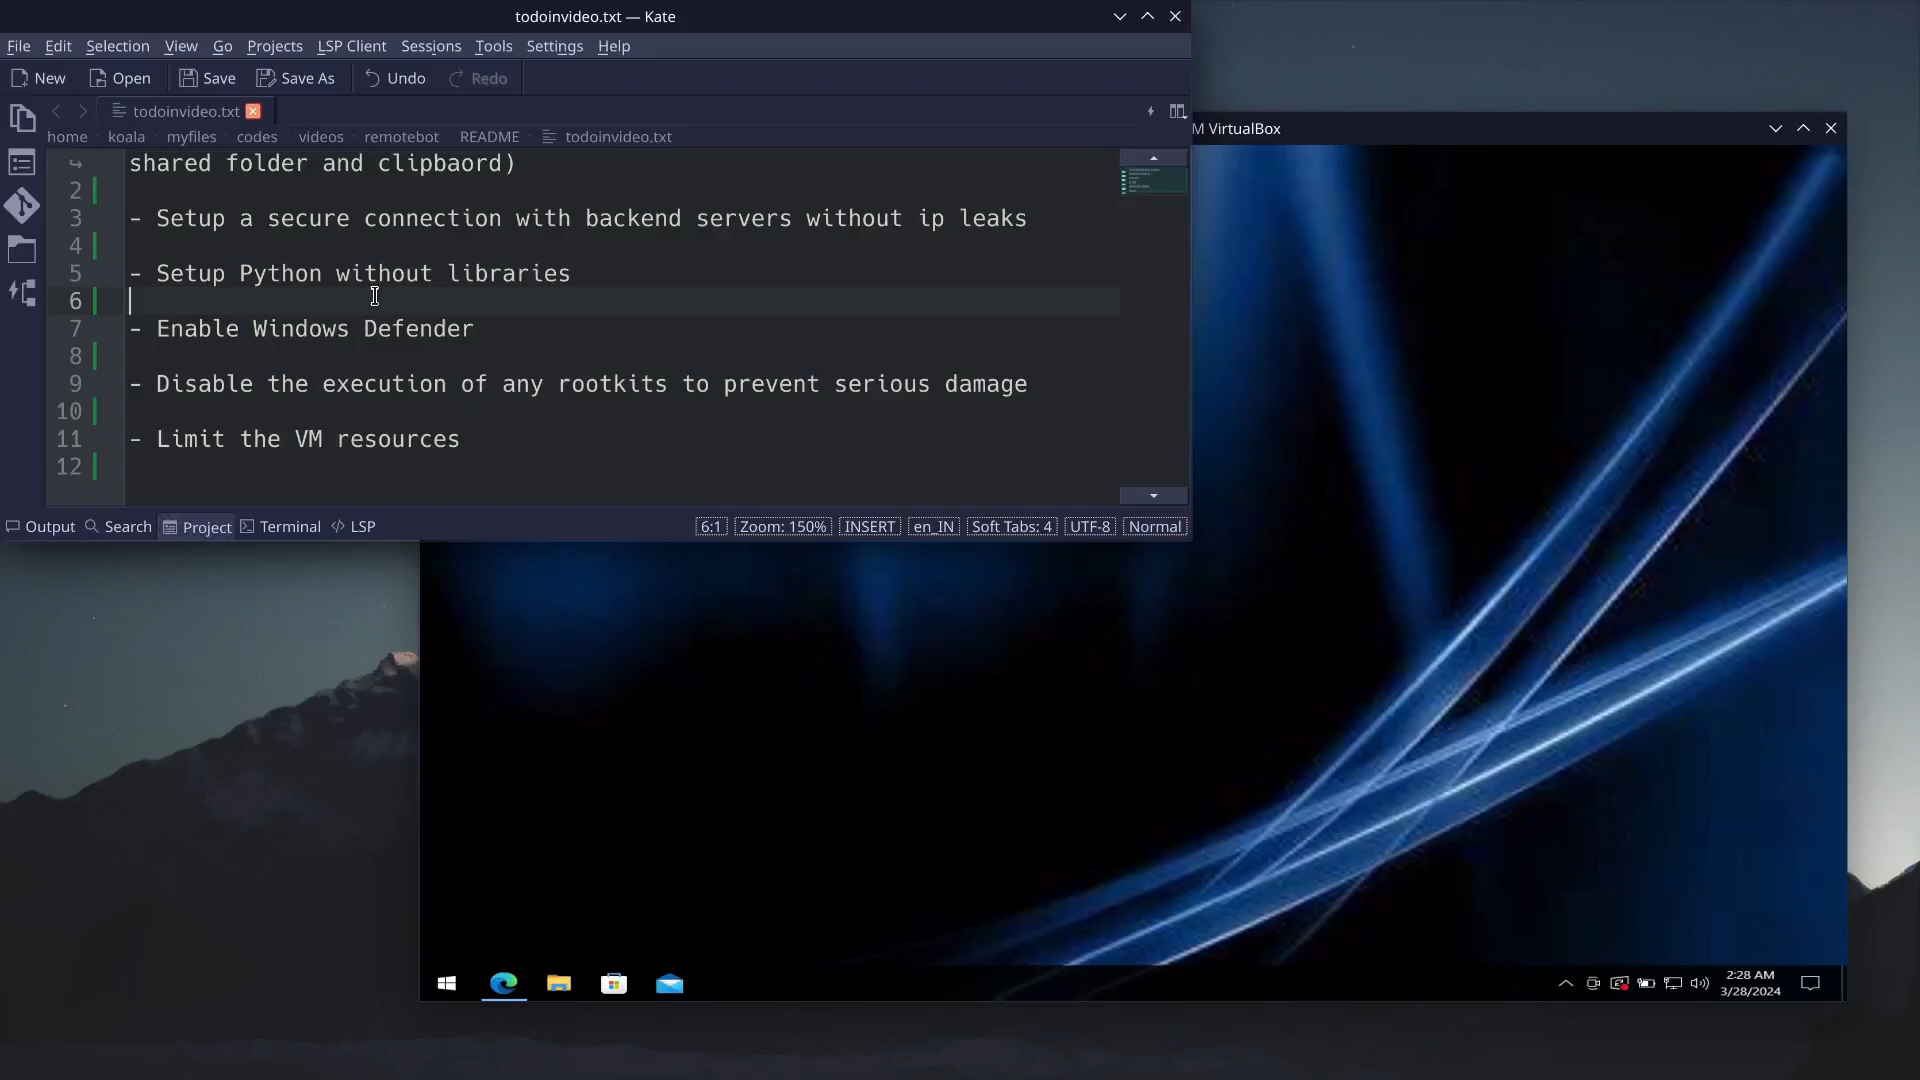 todoinvideo.txt — Kate
File Edit Selection View Go Projects LSP Client Sessions Tools Settings Help
New Open Save Save As Undo Redo
todoinvideo.txt
home koala myfiles codes videos remotebot README todoinvideo.txt
M VirtualBox
shared folder and clipbaord)
2
3 - Setup a secure connection with backend servers without ip leaks
4
5 - Setup Python without libraries
6
7 - Enable Windows Defender
8
9 - Disable the execution of any rootkits to prevent serious damage
10
11 - Limit the VM resources
12
Output Search Project Terminal LSP 6:1 Zoom: 150% INSERT en_IN Soft Tabs: 4 UTF-8 Normal
2:28 AM
3/28/2024